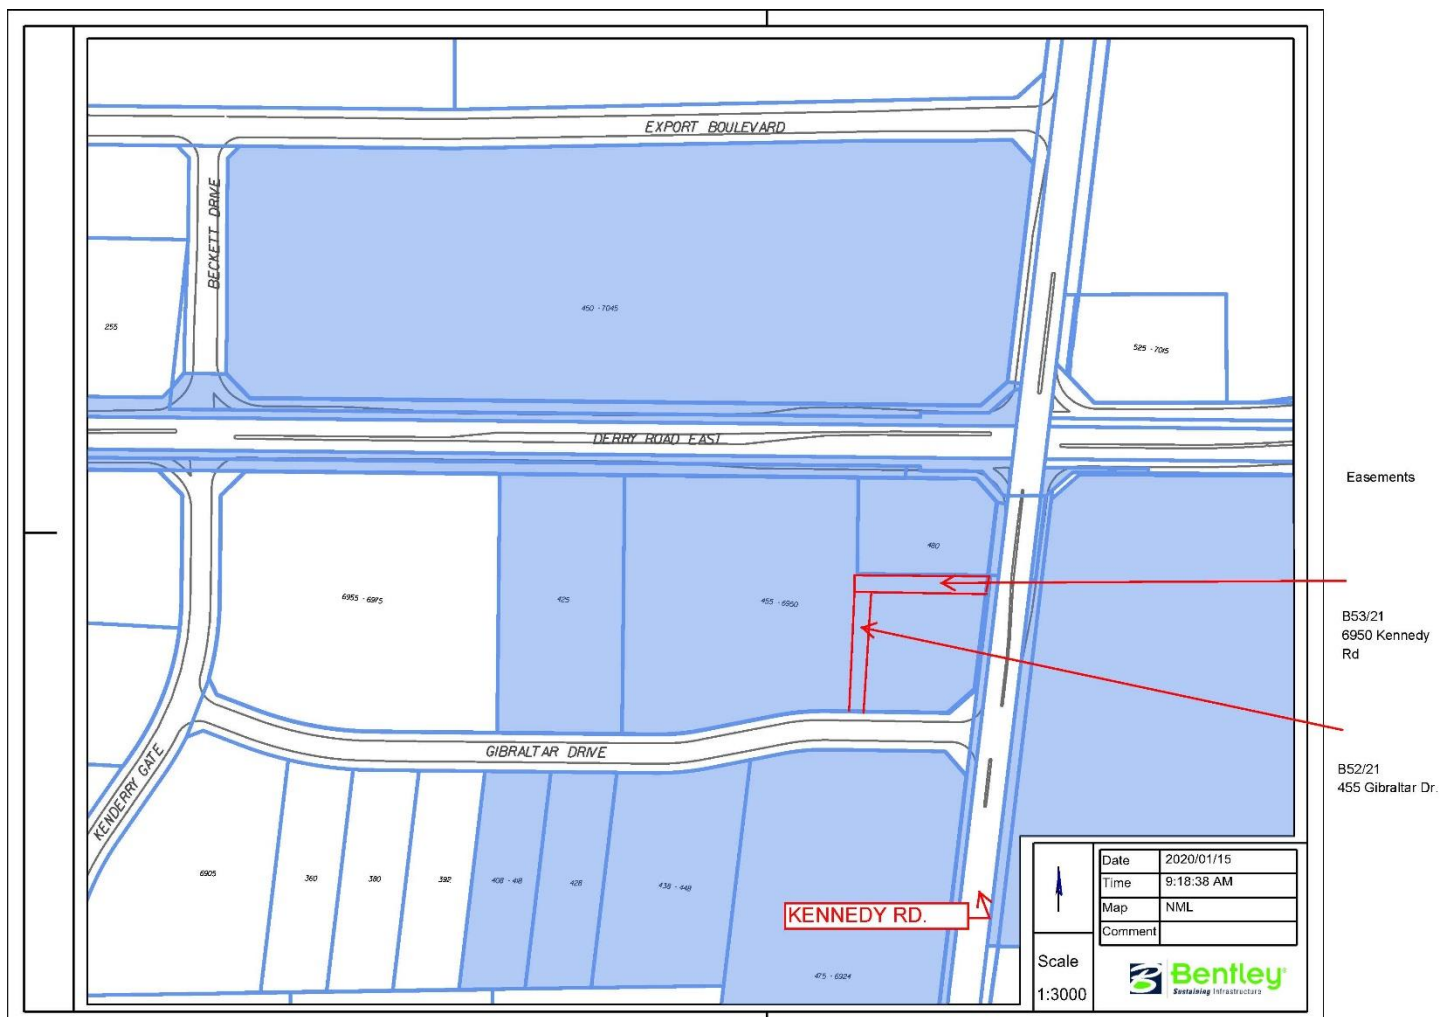 EXPORT BOULEVARD
BECKETT DRIVE
450 - 7045
255
525 - 7015
DERRY ROAD EAST
Easements
480
6955 - 6975
425
455 - 6950
B53/21
6950 Kennedy
Rd
GIBRALTAR DRIVE
KENDERRY GATE
B52/21
455 Gibraltar Dr.
6905
360
380
392
408 - 418
428
438 - 448
475 - 6924
KENNEDY RD.
Date 2020/01/15
Time 9:18:38 AM
Map NML
Comment
Scale
1:3000
Bentley
Sustaining Infrastructure